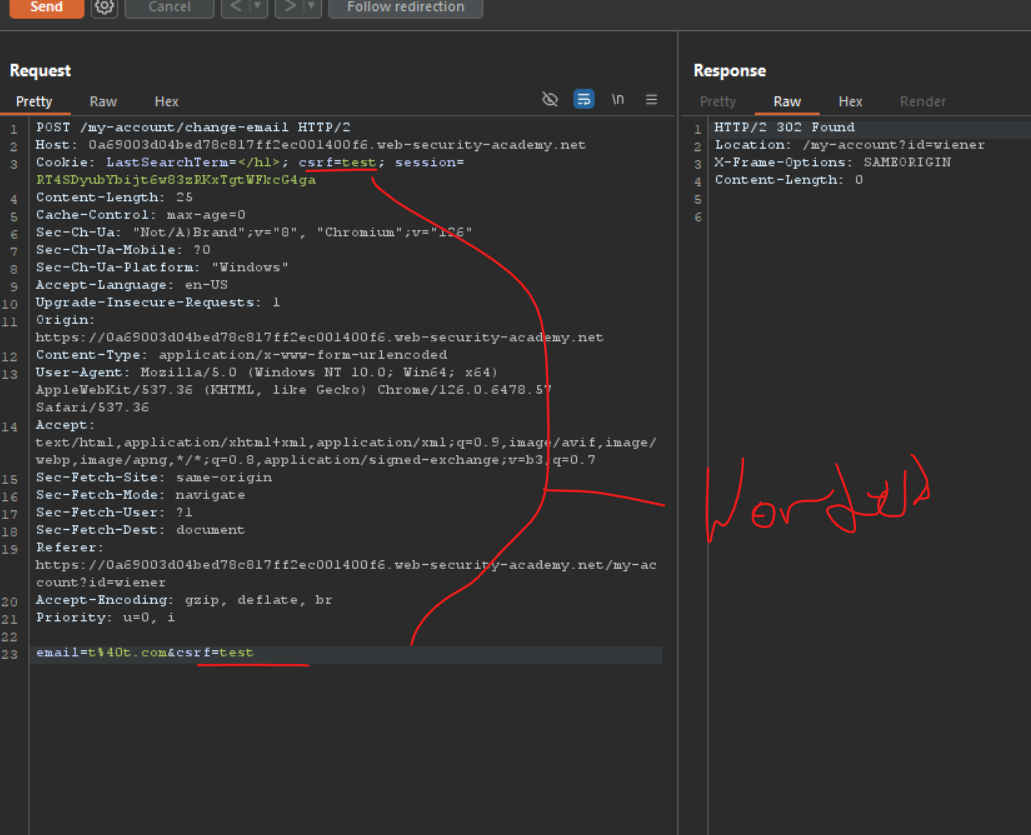 Send Cancel < > Follow redirection
Request
Pretty Raw Hex \n
1 POST /my-account/change-email HTTP/2
2 Host: 0a69003d04bed78c817ff2ec001400f6.web-security-academy.net
3 Cookie: LastSearchTerm=</h1>; csrf=test; session=
RT4SDyubYbijt6w83zRKxTgtWFkcG4ga
4 Content-Length: 25
5 Cache-Control: max-age=0
6 Sec-Ch-Ua: "Not/A)Brand";v="8", "Chromium";v="126"
7 Sec-Ch-Ua-Mobile: ?0
8 Sec-Ch-Ua-Platform: "Windows"
9 Accept-Language: en-US
10 Upgrade-Insecure-Requests: 1
11 Origin:
https://0a69003d04bed78c817ff2ec001400f6.web-security-academy.net
12 Content-Type: application/x-www-form-urlencoded
13 User-Agent: Mozilla/5.0 (Windows NT 10.0; Win64; x64)
AppleWebKit/537.36 (KHTML, like Gecko) Chrome/126.0.6478.57
Safari/537.36
14 Accept:
text/html,application/xhtml+xml,application/xml;q=0.9,image/avif,image/
webp,image/apng,*/*;q=0.8,application/signed-exchange;v=b3;q=0.7
15 Sec-Fetch-Site: same-origin
16 Sec-Fetch-Mode: navigate
17 Sec-Fetch-User: ?1
18 Sec-Fetch-Dest: document
19 Referer:
https://0a69003d04bed78c817ff2ec001400f6.web-security-academy.net/my-ac
count?id=wiener
20 Accept-Encoding: gzip, deflate, br
21 Priority: u=0, i
22
23 email=t%40t.com&csrf=test
Response
Pretty Raw Hex Render
1 HTTP/2 302 Found
2 Location: /my-account?id=wiener
3 X-Frame-Options: SAMEORIGIN
4 Content-Length: 0
5
6